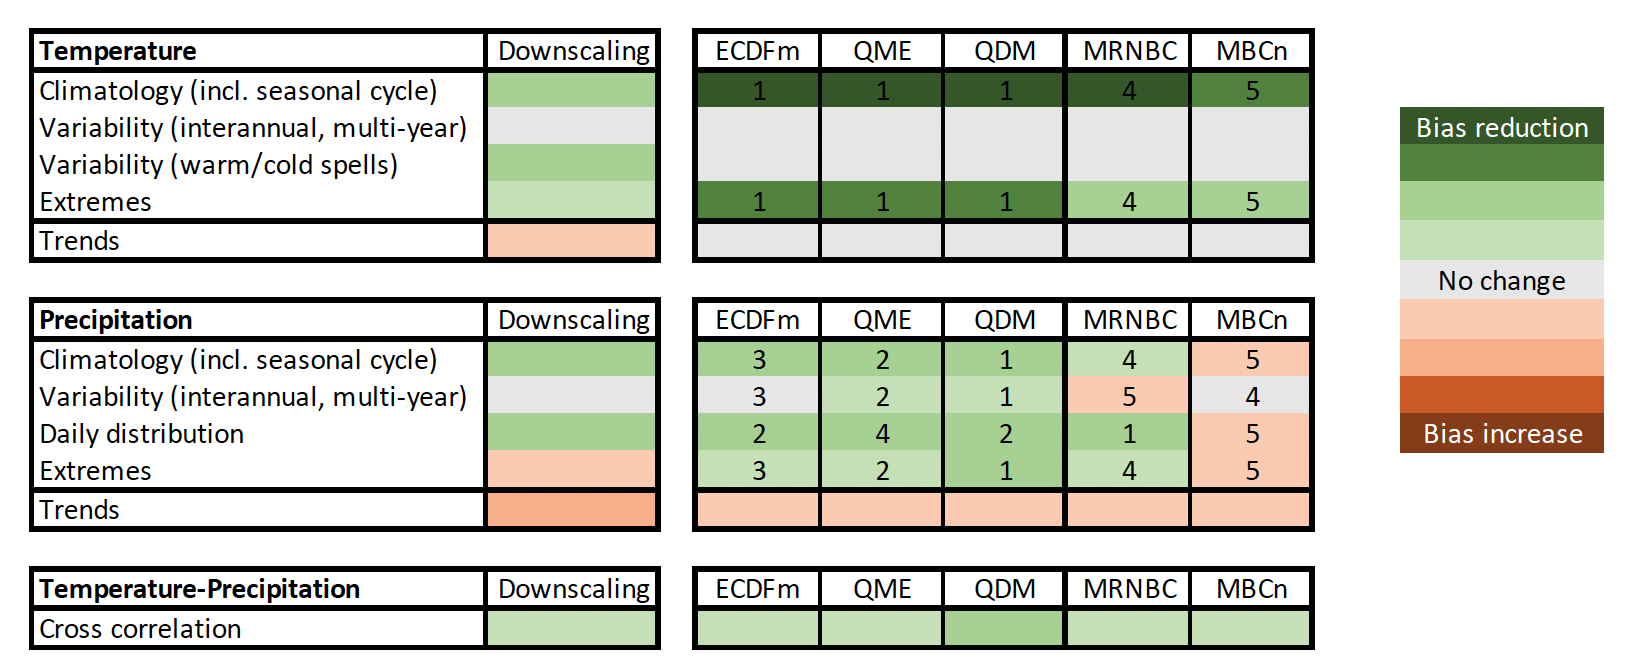 Temperature Downscaling ECDFm QME QDM MRNBC MBCn
Climatology (incl. seasonal cycle) 1 1 1 4 5
Variability (interannual, multi-year)
Variability (warm/cold spells)
Extremes 1 1 1 4 5
Trends
Precipitation Downscaling ECDFm QME QDM MRNBC MBCn
Climatology (incl. seasonal cycle) 3 2 1 4 5
Variability (interannual, multi-year) 3 2 1 5 4
Daily distribution 2 4 2 1 5
Extremes 3 2 1 4 5
Trends
Temperature-Precipitation Downscaling ECDFm QME QDM MRNBC MBCn
Cross correlation
Bias reduction
No change
Bias increase